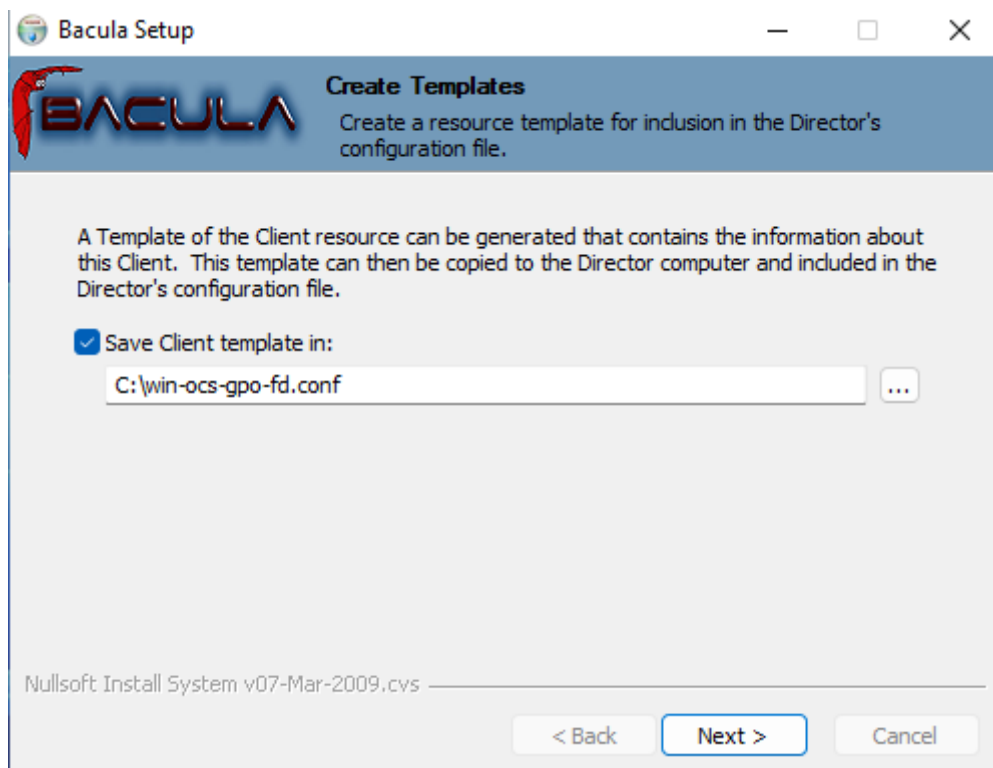 Bacula Setup
BACULA
Create Templates
Create a resource template for inclusion in the Director's
configuration file.
A Template of the Client resource can be generated that contains the information about
this Client.  This template can then be copied to the Director computer and included in the
Director's configuration file.
Save Client template in:
C:\win-ocs-gpo-fd.conf
...
Nullsoft Install System v07-Mar-2009.cvs
< Back
Next >
Cancel